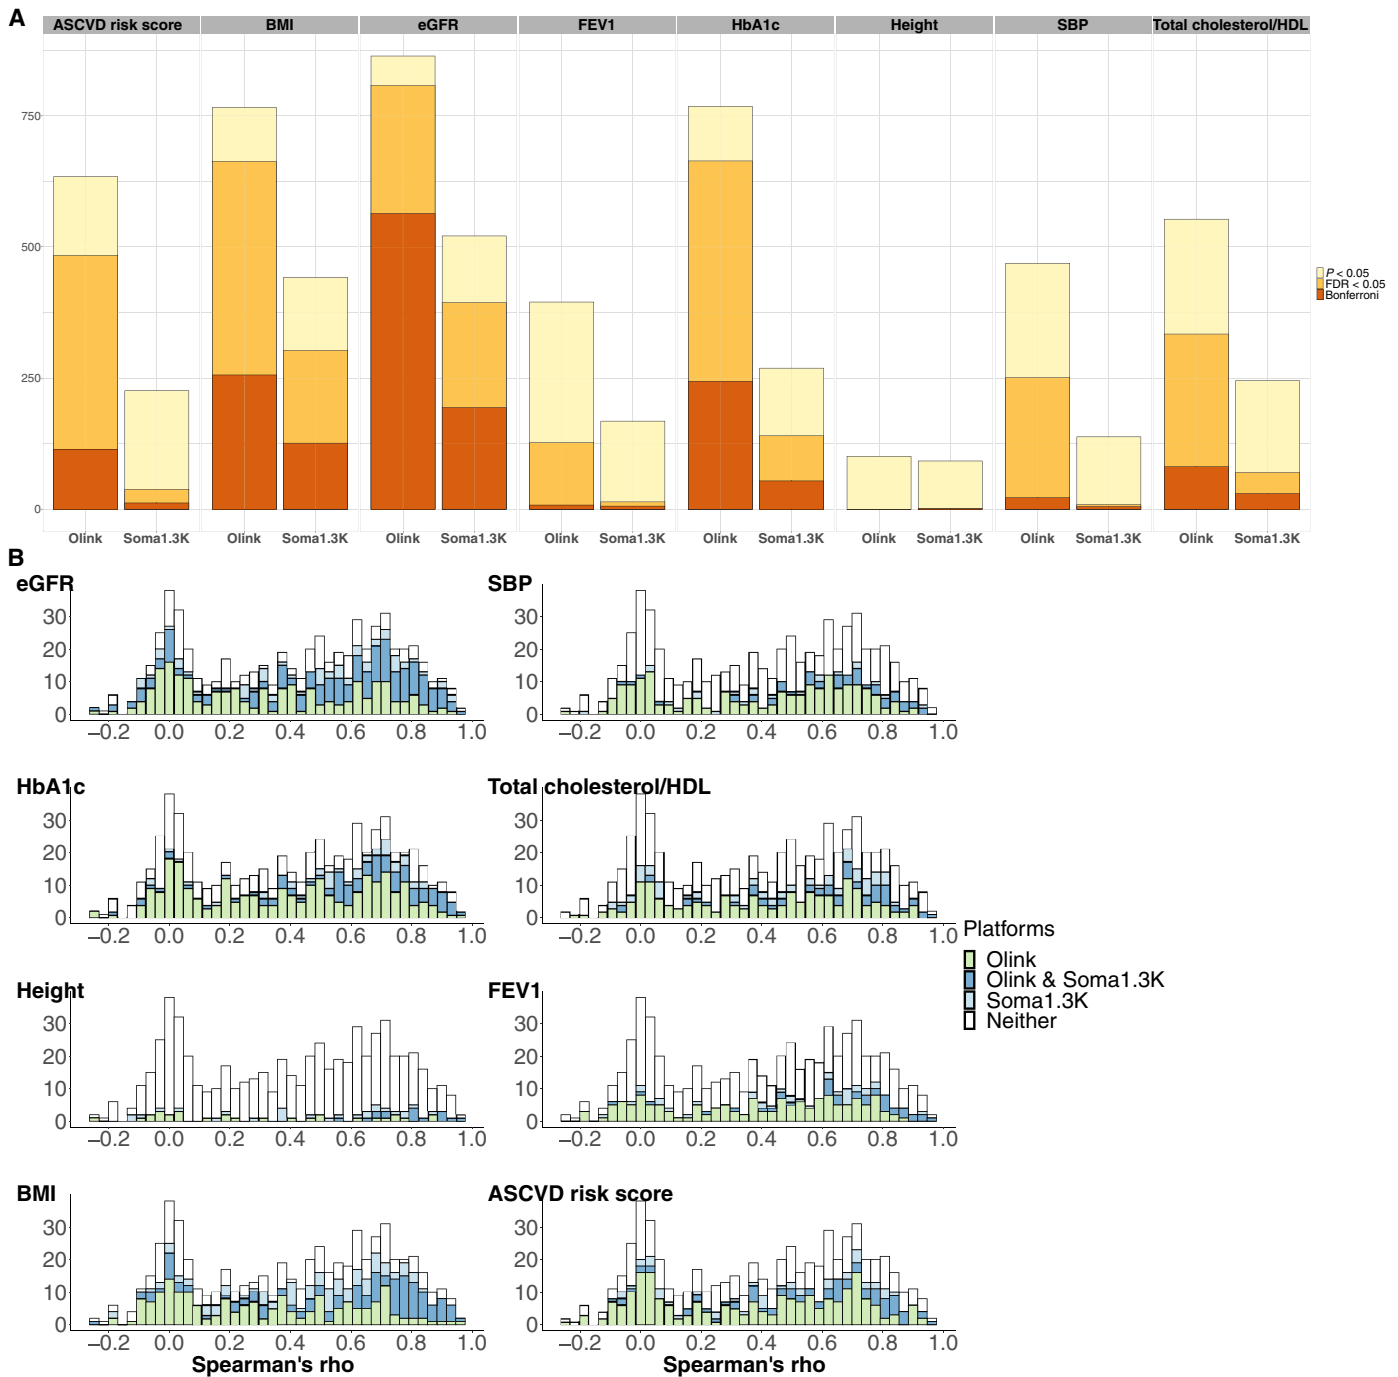 A
ASCVD risk score BMI eGFR FEV1 HbA1c Height SBP Total cholesterol/HDL
750
500
250
0
P < 0.05
FDR < 0.05
Bonferroni
Olink Soma1.3K Olink Soma1.3K Olink Soma1.3K Olink Soma1.3K Olink Soma1.3K Olink Soma1.3K Olink Soma1.3K Olink Soma1.3K
B
eGFR
30
20
10
0
−0.2 0.0 0.2 0.4 0.6 0.8 1.0
SBP
30
20
10
0
−0.2 0.0 0.2 0.4 0.6 0.8 1.0
HbA1c
30
20
10
0
−0.2 0.0 0.2 0.4 0.6 0.8 1.0
Total cholesterol/HDL
30
20
10
0
−0.2 0.0 0.2 0.4 0.6 0.8 1.0
Platforms
Olink
Olink & Soma1.3K
Soma1.3K
Neither
Height
30
20
10
0
−0.2 0.0 0.2 0.4 0.6 0.8 1.0
FEV1
30
20
10
0
−0.2 0.0 0.2 0.4 0.6 0.8 1.0
BMI
30
20
10
0
−0.2 0.0 0.2 0.4 0.6 0.8 1.0
Spearman's rho
ASCVD risk score
30
20
10
0
−0.2 0.0 0.2 0.4 0.6 0.8 1.0
Spearman's rho